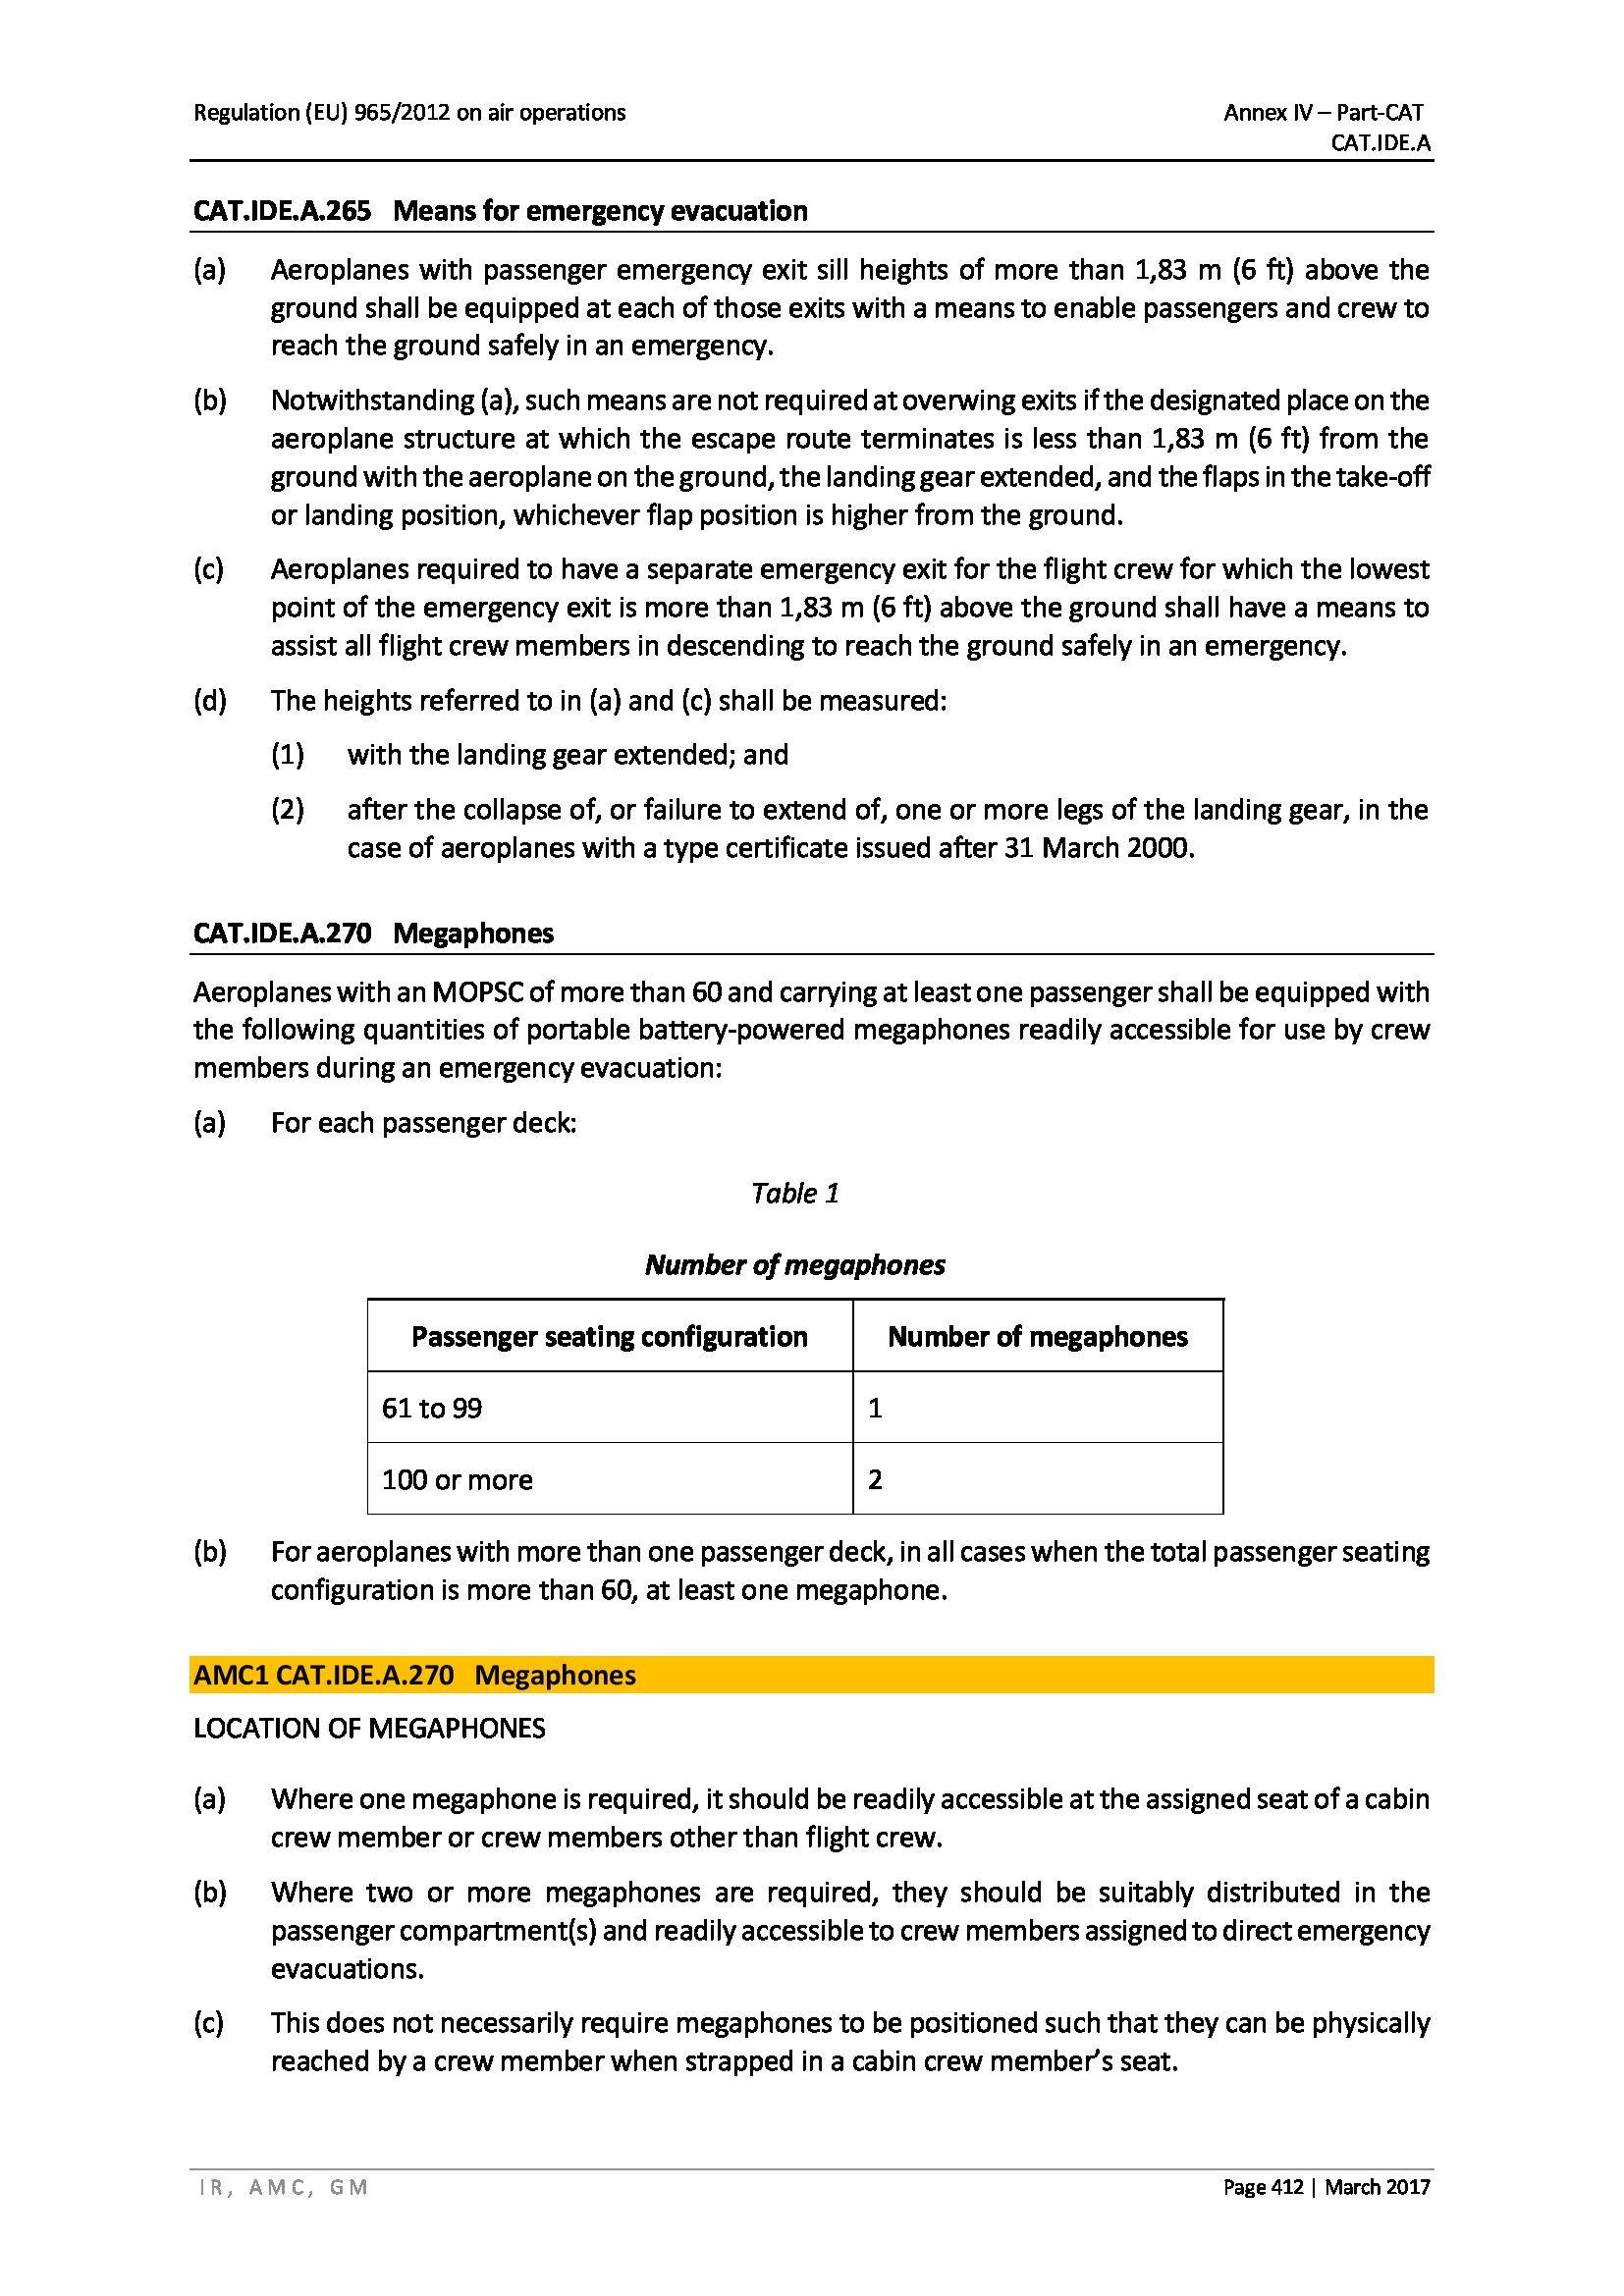 Regulation (EU) 965/2012 on air operations
Annex IV – Part-CAT
CAT.IDE.A
CAT.IDE.A.265 Means for emergency evacuation
(a) Aeroplanes with passenger emergency exit sill heights of more than 1,83 m (6 ft) above the
ground shall be equipped at each of those exits with a means to enable passengers and crew to
reach the ground safely in an emergency.
(b) Notwithstanding (a), such means are not required at overwing exits if the designated place on the
aeroplane structure at which the escape route terminates is less than 1,83 m (6 ft) from the
ground with the aeroplane on the ground, the landing gear extended, and the flaps in the take-off
or landing position, whichever flap position is higher from the ground.
(c) Aeroplanes required to have a separate emergency exit for the flight crew for which the lowest
point of the emergency exit is more than 1,83 m (6 ft) above the ground shall have a means to
assist all flight crew members in descending to reach the ground safely in an emergency.
(d) The heights referred to in (a) and (c) shall be measured:
(1) with the landing gear extended; and
(2) after the collapse of, or failure to extend of, one or more legs of the landing gear, in the
case of aeroplanes with a type certificate issued after 31 March 2000.
CAT.IDE.A.270 Megaphones
Aeroplanes with an MOPSC of more than 60 and carrying at least one passenger shall be equipped with
the following quantities of portable battery-powered megaphones readily accessible for use by crew
members during an emergency evacuation:
(a) For each passenger deck:
Table 1
Number of megaphones
Passenger seating configuration Number of megaphones
61 to 99 1
100 or more 2
(b) For aeroplanes with more than one passenger deck, in all cases when the total passenger seating
configuration is more than 60, at least one megaphone.
AMC1 CAT.IDE.A.270 Megaphones
LOCATION OF MEGAPHONES
(a) Where one megaphone is required, it should be readily accessible at the assigned seat of a cabin
crew member or crew members other than flight crew.
(b) Where two or more megaphones are required, they should be suitably distributed in the
passenger compartment(s) and readily accessible to crew members assigned to direct emergency
evacuations.
(c) This does not necessarily require megaphones to be positioned such that they can be physically
reached by a crew member when strapped in a cabin crew member’s seat.
IR, AMC, GM
Page 412 | March 2017